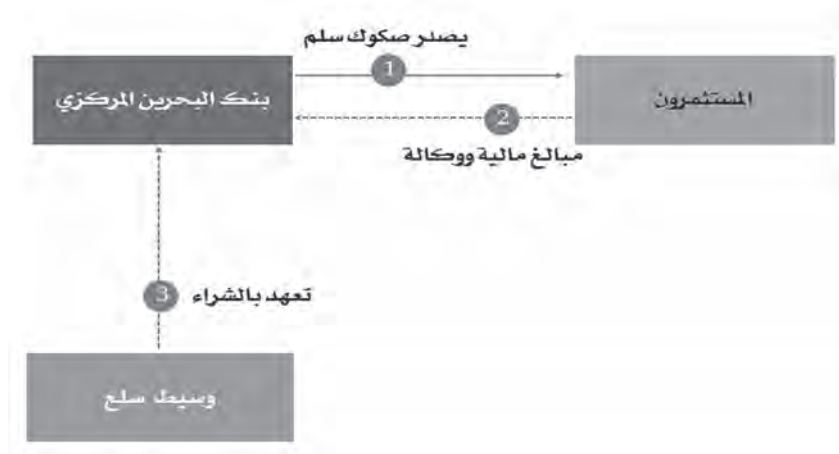 يصدر صكوك سلم
1
بنك البحرين المركزي
المستثمرون
2
مبالغ مالية ووكالة
3
تعهد بالشراء
وسيط سلع